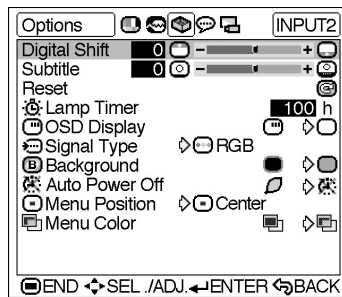 Options INPUT2
Digital Shift 0 - +
Subtitle 0 - +
Reset
Lamp Timer 100 h
OSD Display
Signal Type RGB
B Background
Auto Power Off
Menu Position Center
Menu Color
END SEL./ADJ. ENTER BACK